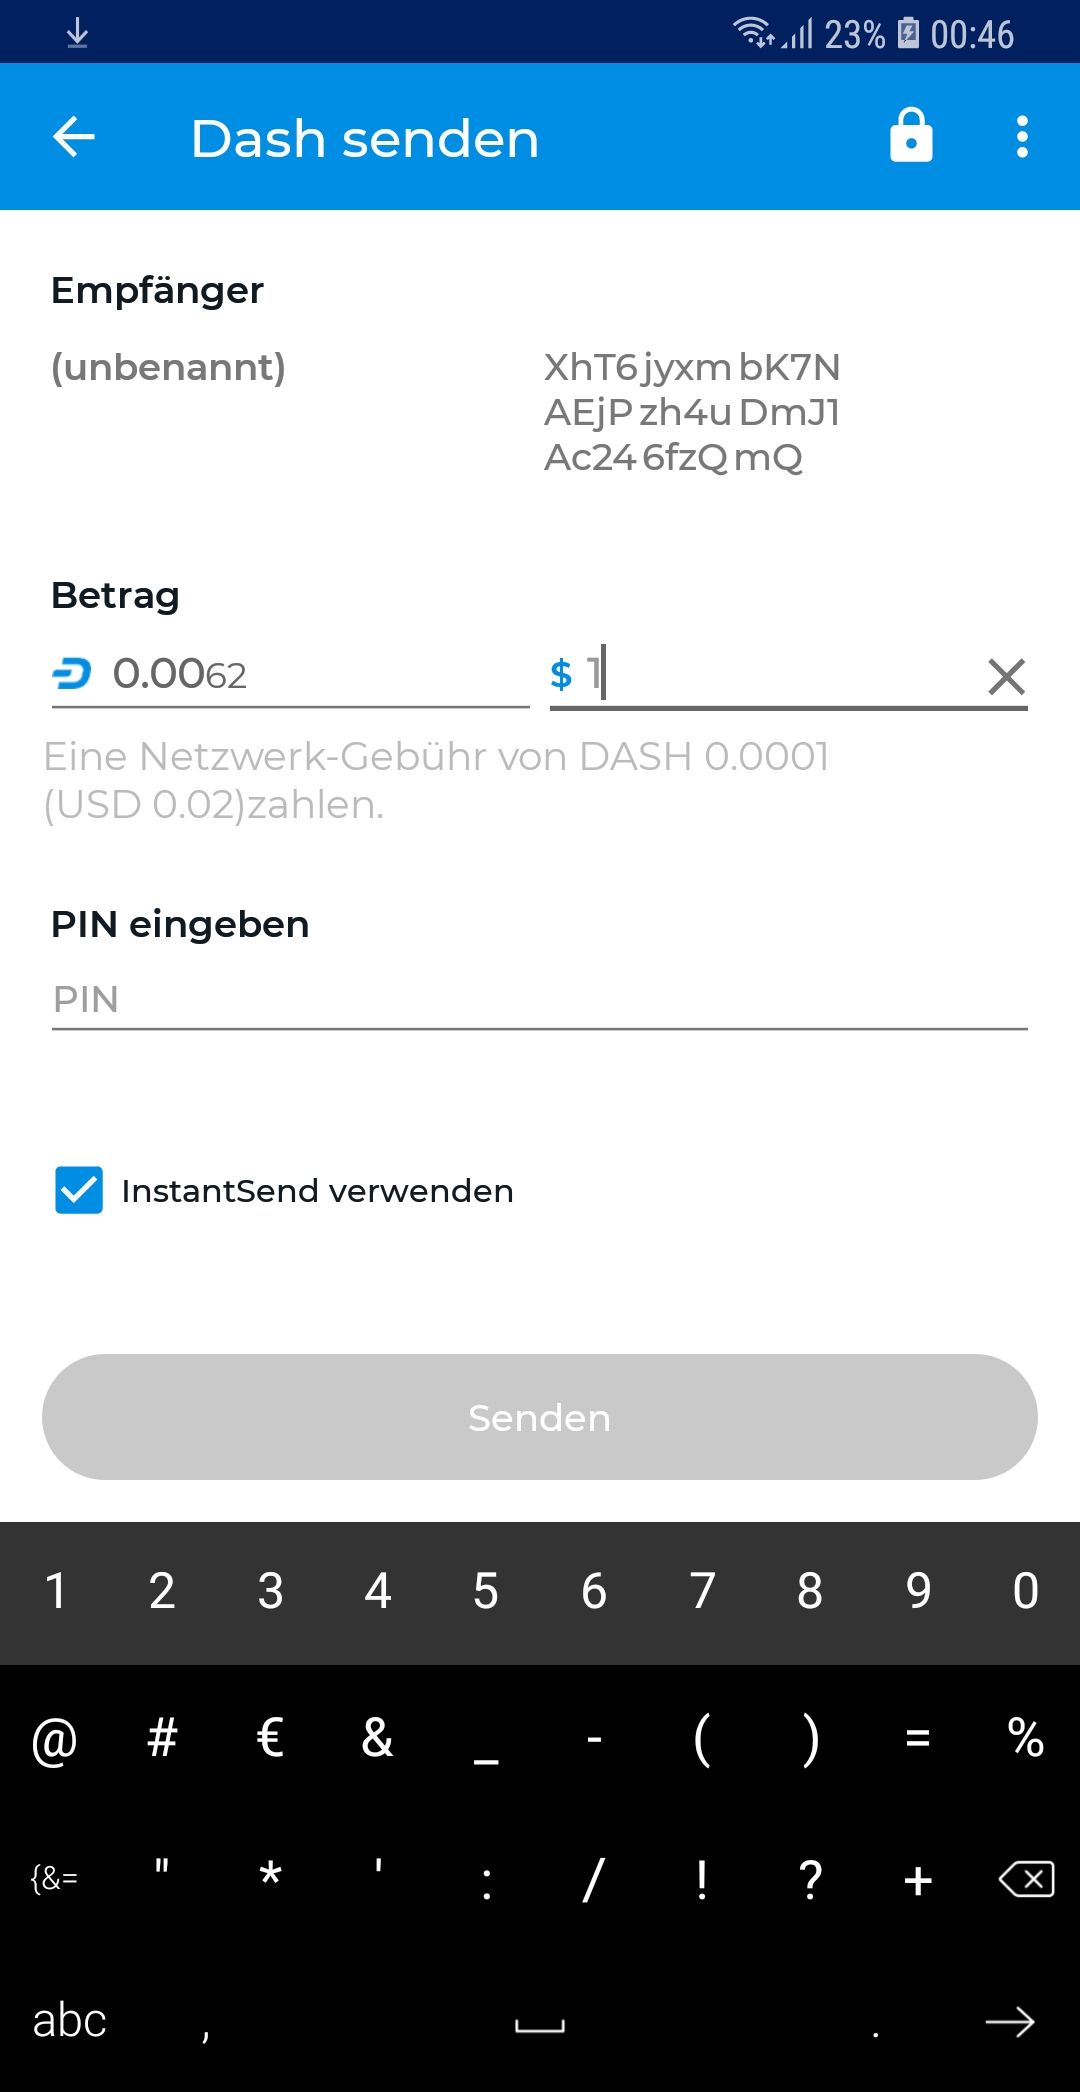 23% 00:46
Dash senden
Empfänger
(unbenannt) XhT6 jyxm bK7N
AEjP zh4u DmJ1
Ac24 6fzQ mQ
Betrag
0.0062 $ 1
Eine Netzwerk-Gebühr von DASH 0.0001
(USD 0.02)zahlen.
PIN eingeben
PIN
InstantSend verwenden
Senden
1 2 3 4 5 6 7 8 9 0
@ # € & _ - ( ) = %
{&= " * ' : / ! ? +
abc , .